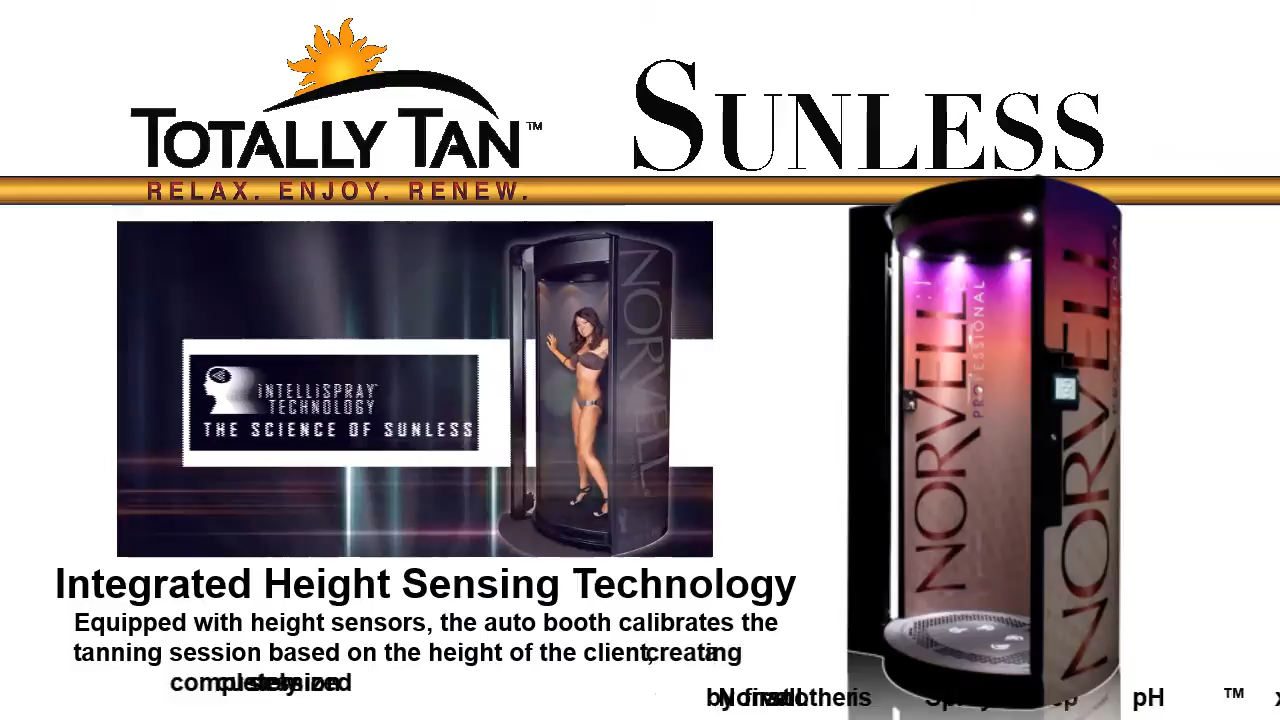 TOTALLY TAN™
SUNLESS
RELAX. ENJOY. RENEW.
NORVELL
INTELLISPRAY
TECHNOLOGY
THE SCIENCE OF SUNLESS
NORVELL
PROFESSIONAL
NORVELL
Integrated Height Sensing Technology
Equipped with height sensors, the auto booth calibrates the
tanning session based on the height of the client, creating
pH ™